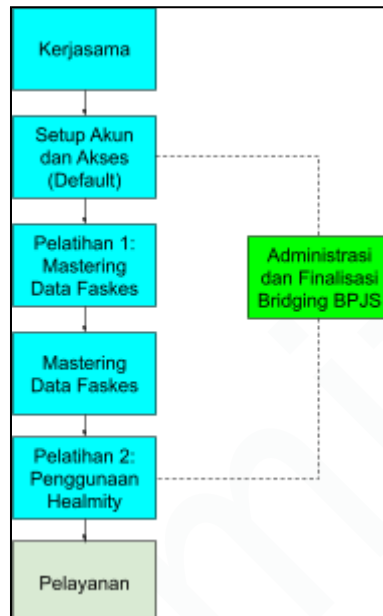 Kerjasama
Setup Akun
dan Akses
(Default)
Pelatihan 1:
Mastering
Data Faskes
Administrasi
dan Finalisasi
Bridging BPJS
Mastering
Data Faskes
Pelatihan 2:
Penggunaan
Healmity
Pelayanan